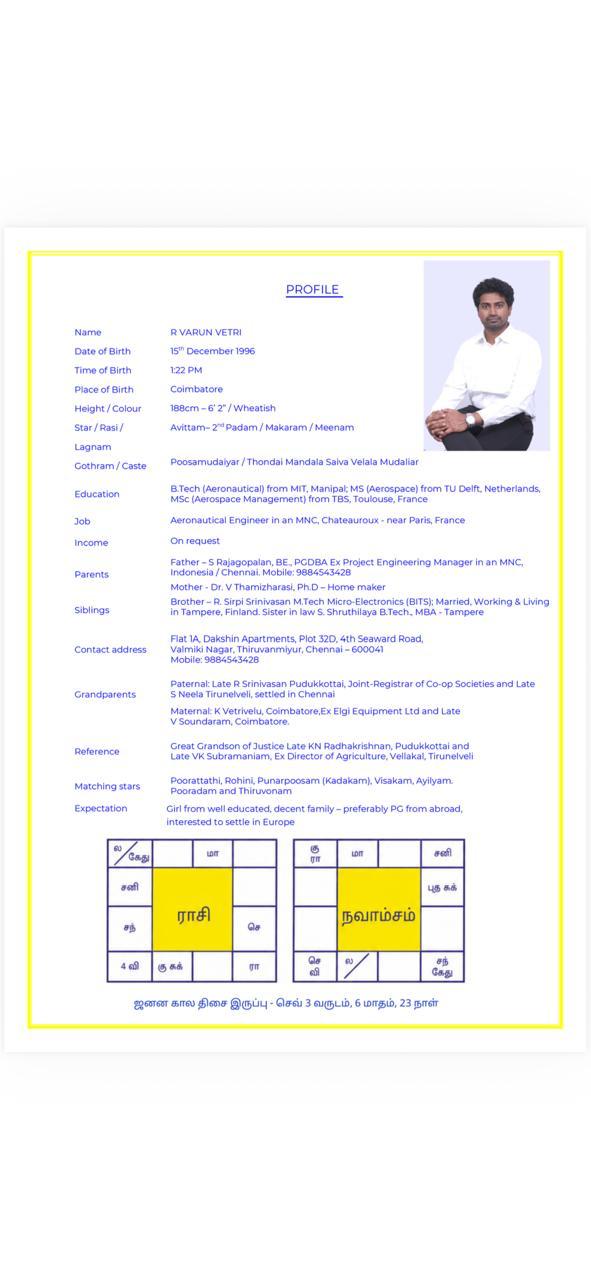 PROFILE
Name R VARUN VETRI
Date of Birth 15th December 1996
Time of Birth 1:22 PM
Place of Birth Coimbatore
Height / Colour 188cm – 6' 2" / Wheatish
Star / Rasi / Avittam– 2nd Padam / Makaram / Meenam
Lagnam
Gothram / Caste Poosamudaiyar / Thondai Mandala Saiva Velala Mudaliar
Education B.Tech (Aeronautical) from MIT, Manipal; MS (Aerospace) from TU Delft, Netherlands,
MSc (Aerospace Management) from TBS, Toulouse, France
Job Aeronautical Engineer in an MNC, Chateauroux - near Paris, France
Income On request
Parents Father – S Rajagopalan, BE., PGDBA Ex Project Engineering Manager in an MNC,
Indonesia / Chennai. Mobile: 9884543428
Mother - Dr. V Thamizharasi, Ph.D – Home maker
Siblings Brother – R. Sirpi Srinivasan M.Tech Micro-Electronics (BITS); Married, Working & Living
in Tampere, Finland. Sister in law S. Shruthilaya B.Tech., MBA - Tampere
Contact address Flat 1A, Dakshin Apartments, Plot 32D, 4th Seaward Road,
Valmiki Nagar, Thiruvanmiyur, Chennai – 600041
Mobile: 9884543428
Grandparents Paternal: Late R Srinivasan Pudukkottai, Joint-Registrar of Co-op Societies and Late
S Neela Tirunelveli, settled in Chennai
Maternal: K Vetrivelu, Coimbatore,Ex Elgi Equipment Ltd and Late
V Soundaram, Coimbatore.
Reference Great Grandson of Justice Late KN Radhakrishnan, Pudukkottai and
Late VK Subramaniam, Ex Director of Agriculture, Vellakal, Tirunelveli
Matching stars Poorattathi, Rohini, Punarpoosam (Kadakam), Visakam, Ayilyam.
Pooradam and Thiruvonam
Expectation Girl from well educated, decent family – preferably PG from abroad,
interested to settle in Europe
ல / கேது மா
சனி
சந் ராசி செ
4 வி கு சுக் ரா
கு ரா மா சனி
புத சுக்
நவாம்சம்
செ வி ல / சந் கேது
ஜனன கால திசை இருப்பு - செவ் 3 வருடம், 6 மாதம், 23 நாள்